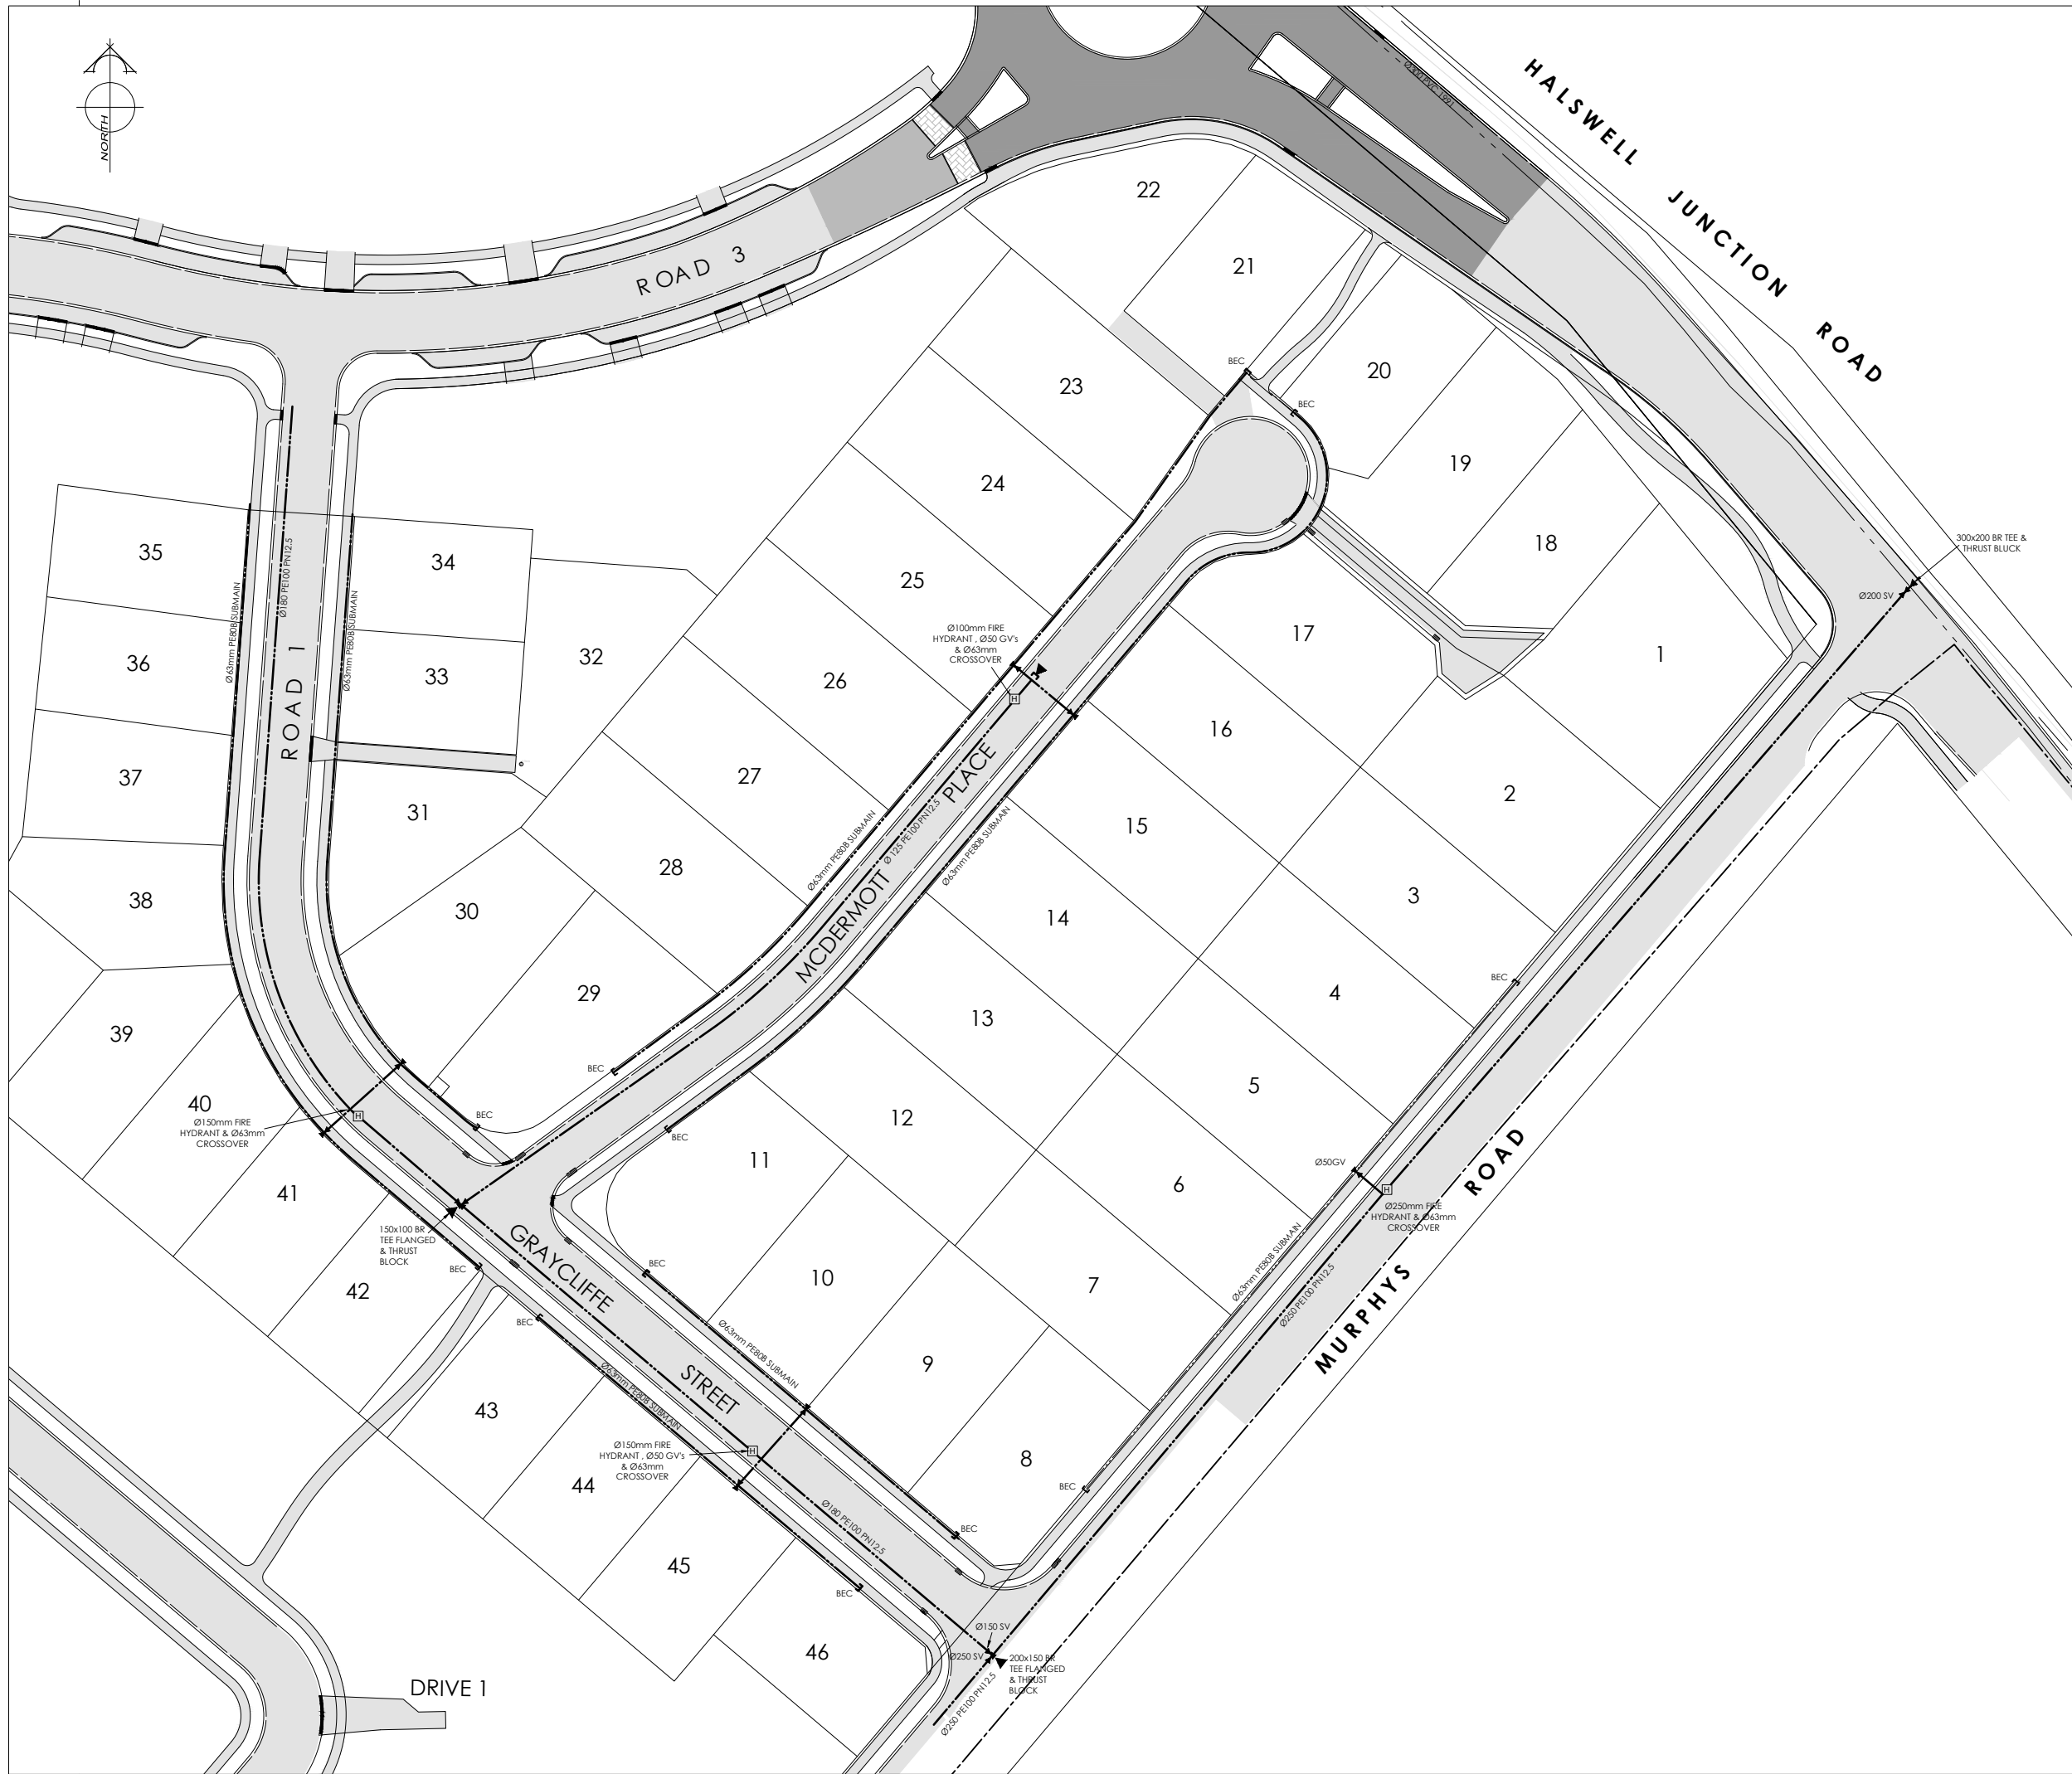 NORTH
HALSWELL JUNCTION ROAD
Ø300 PVC 1991
ROAD 3
22
21
20
23
19
24
18
BEC
BEC
300x200 BR TEE &
THRUST BLUCK
Ø200 SV
35
34
25
17
1
Ø180 PE100 PN12.5
Ø63mm PE80B SUBMAIN
Ø63mm PE80B SUBMAIN
Ø100mm FIRE
HYDRANT , Ø50 GV's
& Ø63mm
CROSSOVER
H
36
33
32
26
16
ROAD 1
37
27
2
31
15
MCDERMOTT PLACE
Ø 125 PE100 PN12.5
Ø63mm PE80B SUBMAIN
Ø63mm PE80B SUBMAIN
28
3
38
30
14
29
4
BEC
39
13
5
BEC
40
Ø150mm FIRE
HYDRANT & Ø63mm
CROSSOVER
H
BEC
12
BEC
11
Ø50GV
H
Ø250mm FIRE
HYDRANT & Ø63mm
CROSSOVER
6
41
150x100 BR
TEE FLANGED
& THRUST
BLOCK
BEC
GRAYCLIFFE STREET
BEC
10
7
Ø63mm PE80B SUBMAIN
Ø250 PE100 PN12.5
MURPHYS ROAD
42
BEC
Ø63mm PE80B SUBMAIN
Ø63mm PE80B SUBMAIN
9
43
Ø150mm FIRE
HYDRANT , Ø50 GV's
& Ø63mm
CROSSOVER
H
8
44
BEC
Ø180 PE100 PN12.5
BEC
45
BEC
46
Ø150 SV
Ø250 SV
200x150 BR
TEE FLANGED
& THRUST
BLOCK
Ø250 PE100 PN12.5
DRIVE 1